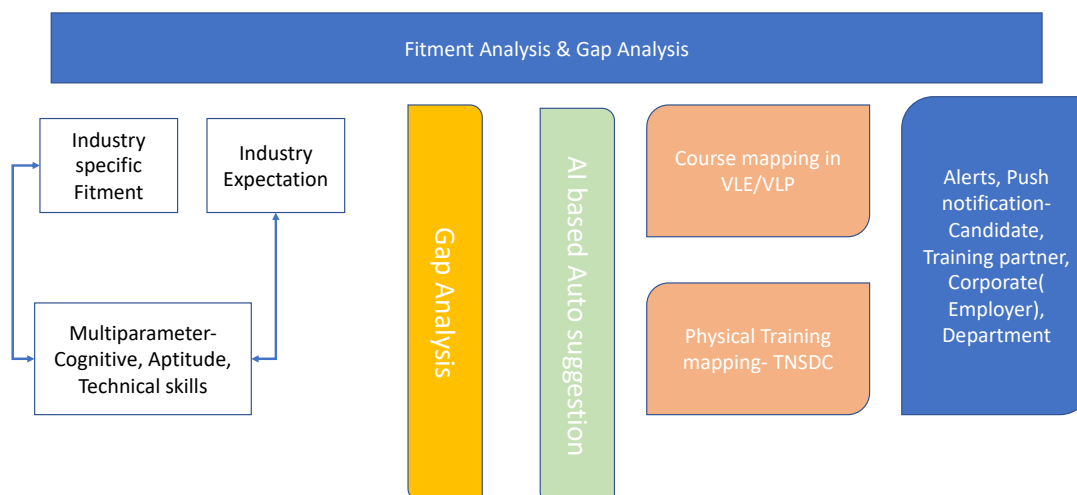 Fitment Analysis & Gap Analysis
Industry
specific
Fitment
Industry
Expectation
Multiparameter-
Cognitive, Aptitude,
Technical skills
Gap Analysis
AI based Auto suggestion
Course mapping in
VLE/VLP
Physical Training
mapping- TNSDC
Alerts, Push
notification-
Candidate,
Training partner,
Corporate(
Employer),
Department